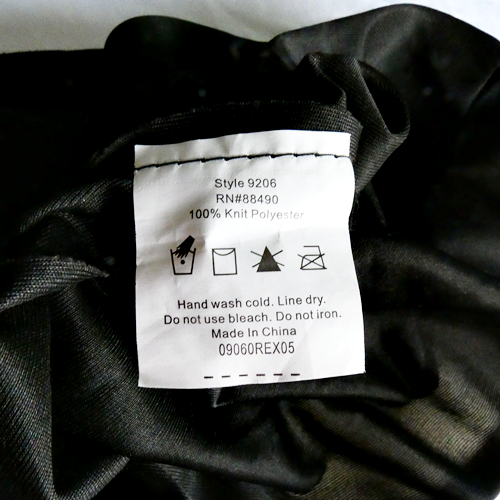 Style 9206
RN#88490
100% Knit Polyester
Hand wash cold. Line dry.
Do not use bleach. Do not iron.
Made In China
09060REX05